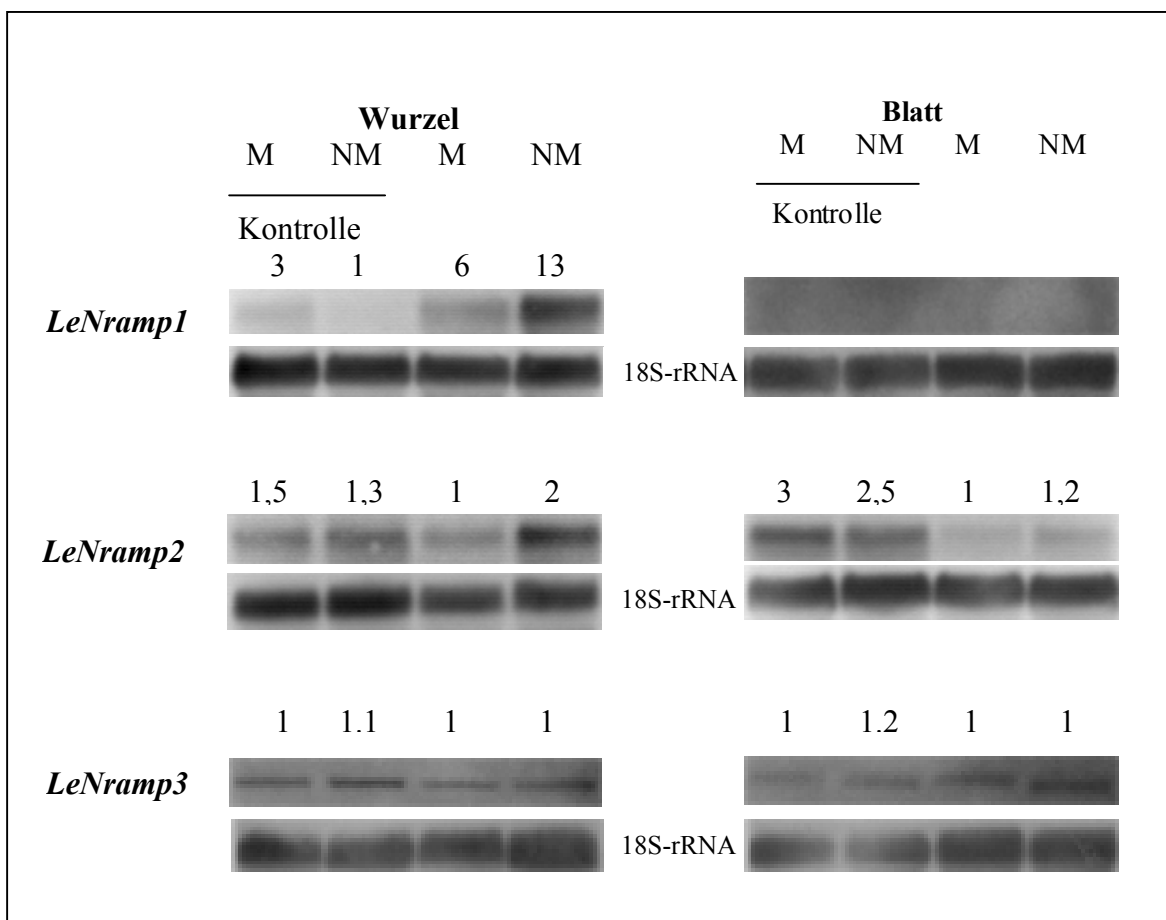 Wurzel Blatt
M NM M NM M NM M NM
Kontrolle Kontrolle
3 1 6 13
LeNramp1
18S-rRNA
1,5 1,3 1 2 3 2,5 1 1,2
LeNramp2
18S-rRNA
1 1.1 1 1 1 1.2 1 1
LeNramp3
18S-rRNA